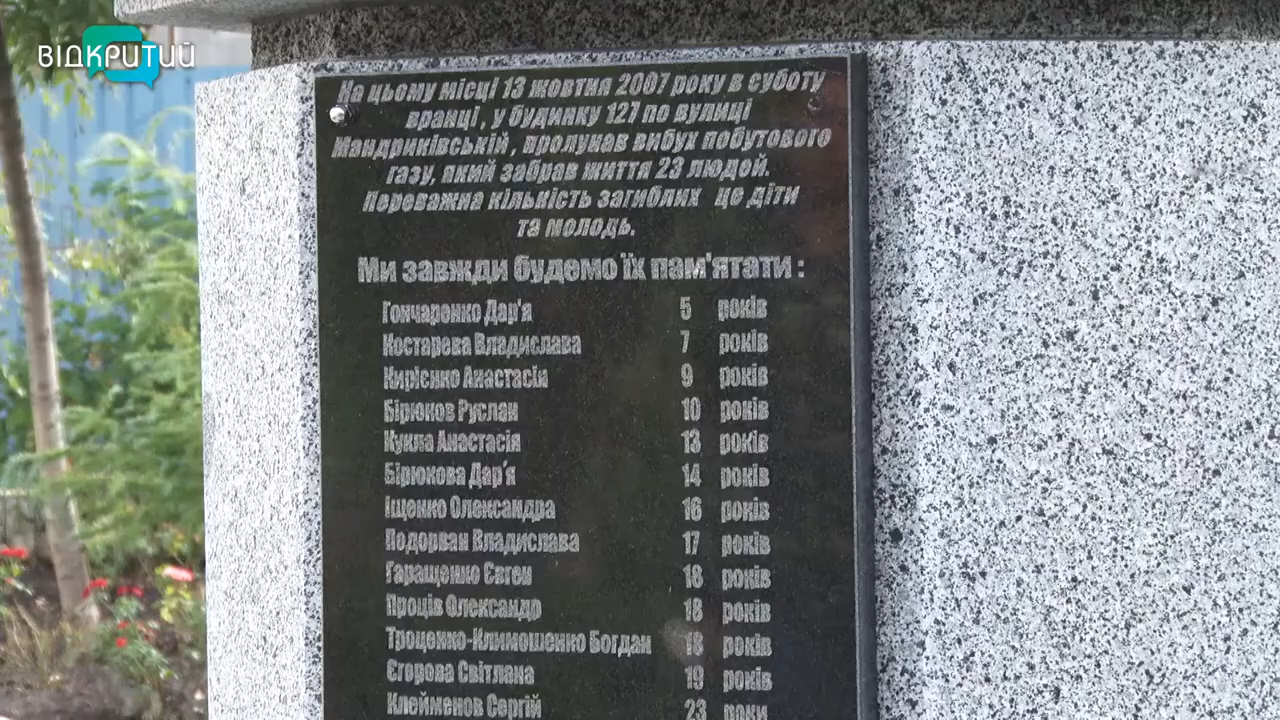 ВІДКРИТИЙ
На цьому місці 13 жовтня 2007 року в суботу
вранці , у будинку 127 по вулиці
Мандриківській , пролунав вибух побутового
газу, який забрав життя 23 людей.
Переважна кількість загиблих це діти
та молодь.
Ми завжди будемо їх пам'ятати :
Гончаренко Дар'я 5 років
Костарева Владислава 7 років
Кирієнко Анастасія 9 років
Бірюков Руслан 10 років
Кукла Анастасія 13 років
Бірюкова Дар'я 14 років
Іщенко Олександра 16 років
Подорван Владислава 17 років
Гаращенко Євген 18 років
Проців Олександр 18 років
Троценко-Климошенко Богдан 18 років
Єгорова Світлана 19 років
Клейменов Сергій 23 роки